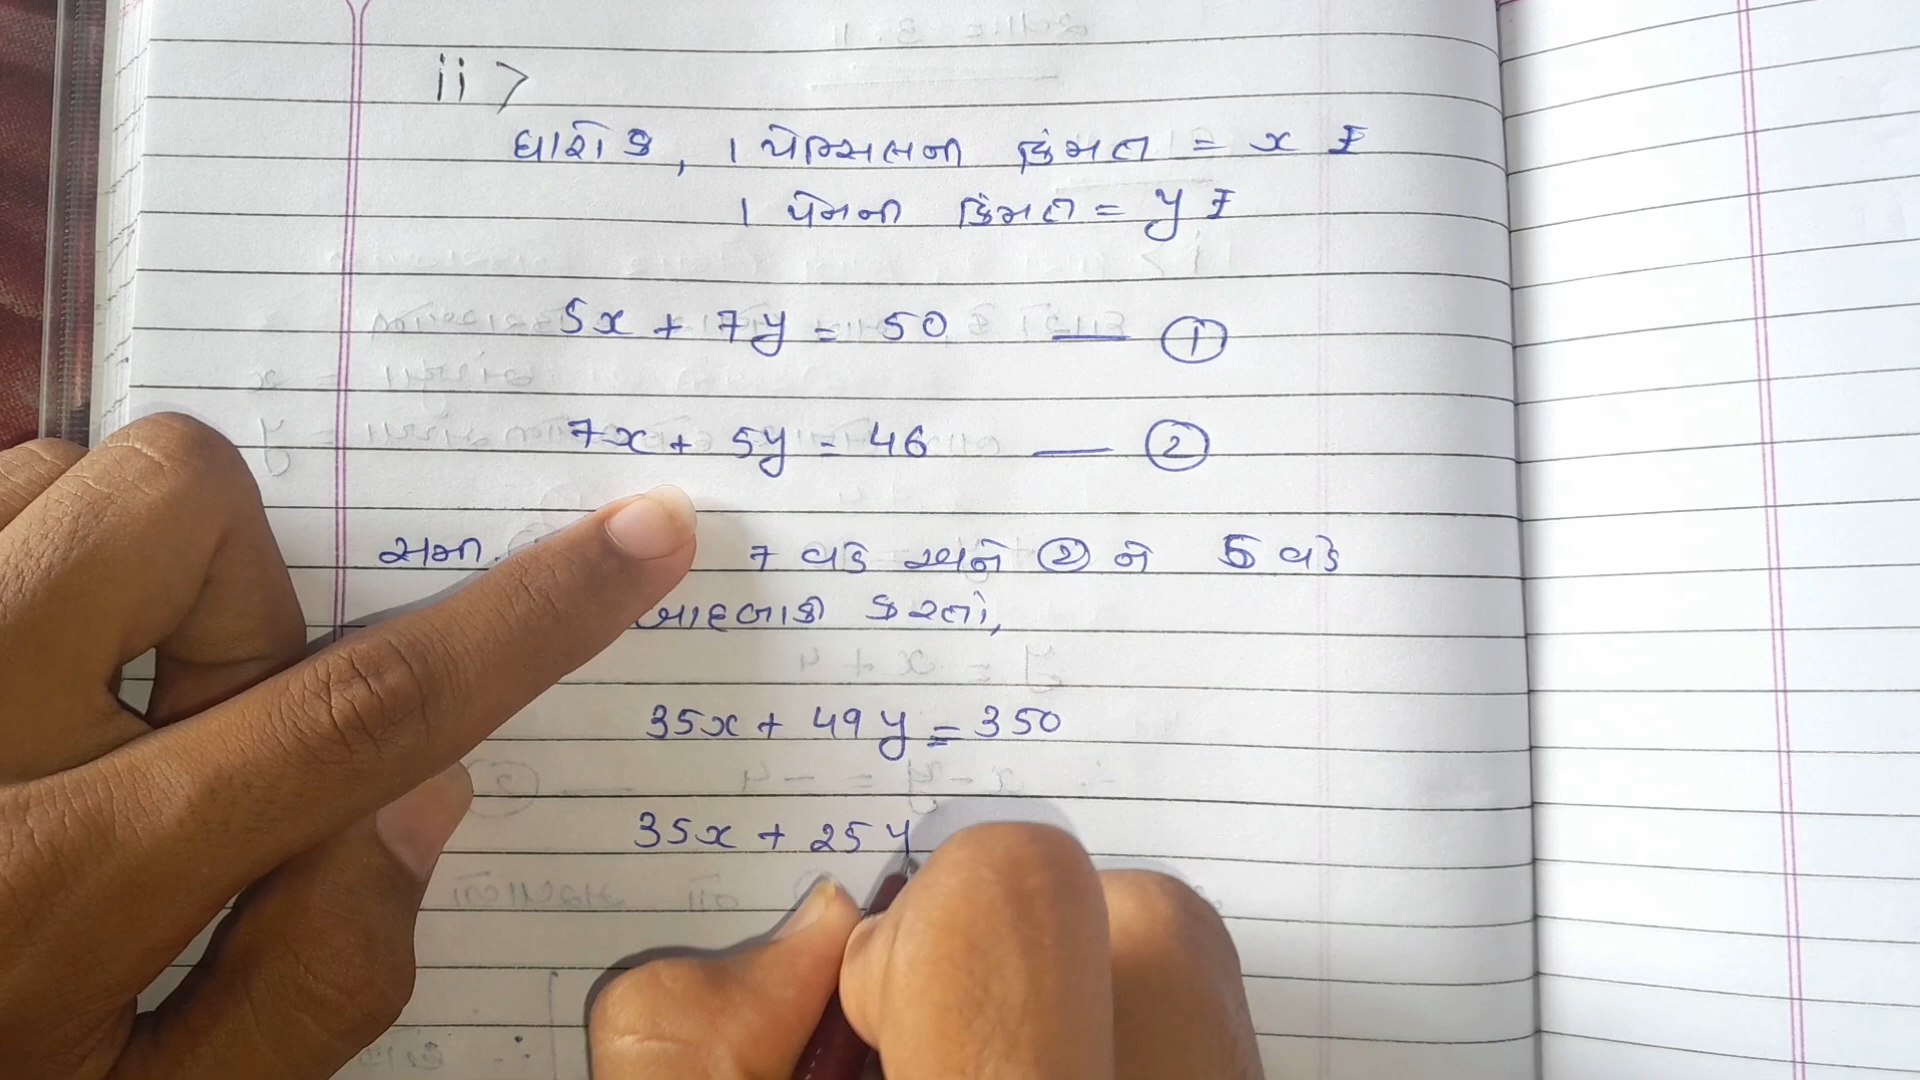 ii >
ધારો કે, 1 પેન્સિલની કિંમત = x ₹
1 પેનની કિંમત = y ₹
5x + 7y = 50 — ①
7x + 5y = 46 — ②
સમી. 7 વડે અને ② ને 5 વડે
બાદબાકી કરતાં,
35x + 49y = 350
35x + 25y